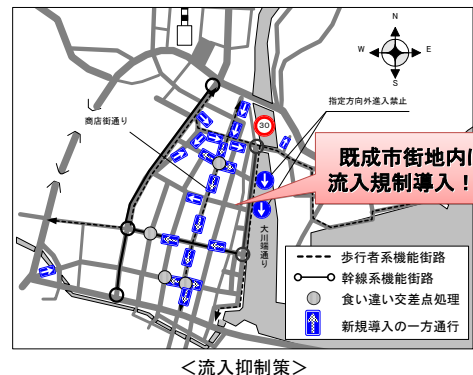 N
W E
S
指定方向外進入禁止
商店街通り
30
既成市街地内に
流入規制導入！
大川端通り
歩行者系機能街路
幹線系機能街路
食い違い交差点処理
新規導入の一方通行
＜流入抑制策＞